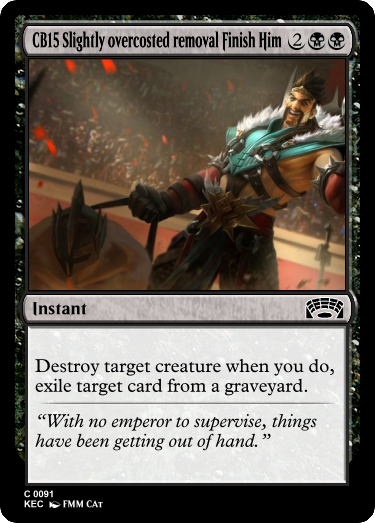 CB15 Slightly overcosted removal Finish Him 2
Instant
Destroy target creature when you do,
exile target card from a graveyard.
“With no emperor to supervise, things
have been getting out of hand.”
C 0091
KEC FMM CAt